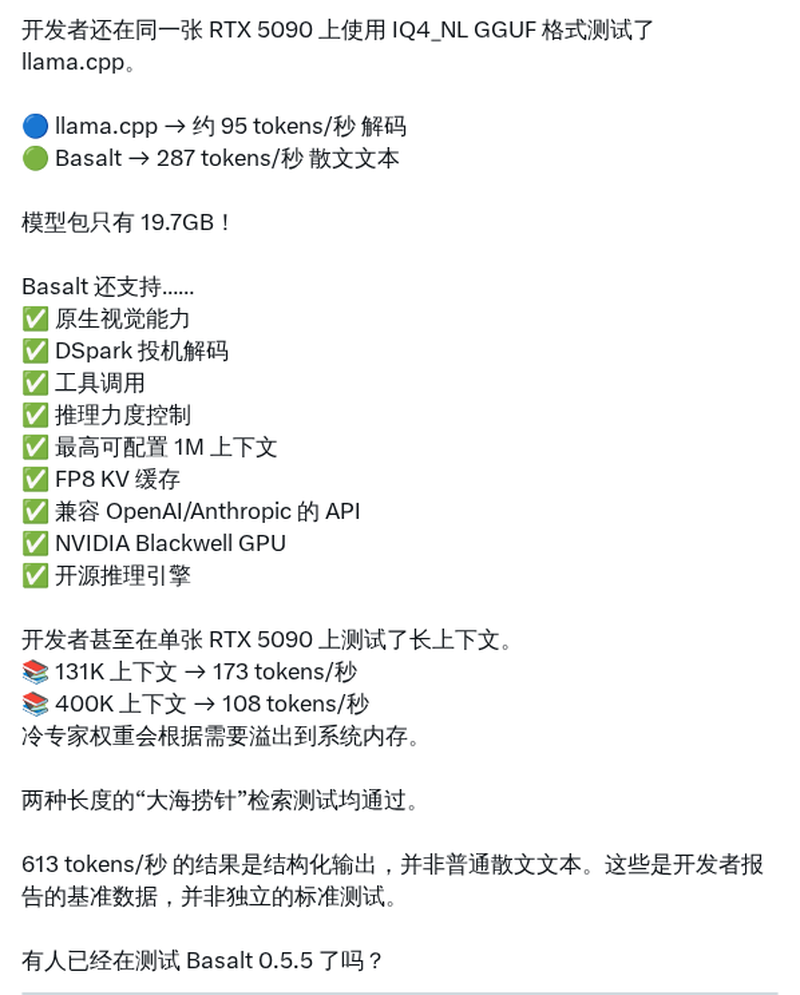 开发者还在同一张 RTX 5090 上使用 IQ4_NL GGUF 格式测试了
llama.cpp。
🔵 llama.cpp → 约 95 tokens/秒 解码
🟢 Basalt → 287 tokens/秒 散文文本
模型包只有 19.7GB！
Basalt 还支持……
✅ 原生视觉能力
✅ DSpark 投机解码
✅ 工具调用
✅ 推理力度控制
✅ 最高可配置 1M 上下文
✅ FP8 KV 缓存
✅ 兼容 OpenAI/Anthropic 的 API
✅ NVIDIA Blackwell GPU
✅ 开源推理引擎
开发者甚至在单张 RTX 5090 上测试了长上下文。
📚 131K 上下文 → 173 tokens/秒
📚 400K 上下文 → 108 tokens/秒
冷专家权重会根据需要溢出到系统内存。
两种长度的“大海捞针”检索测试均通过。
613 tokens/秒 的结果是结构化输出，并非普通散文文本。这些是开发者报
告的基准数据，并非独立的标准测试。
有人已经在测试 Basalt 0.5.5 了吗？